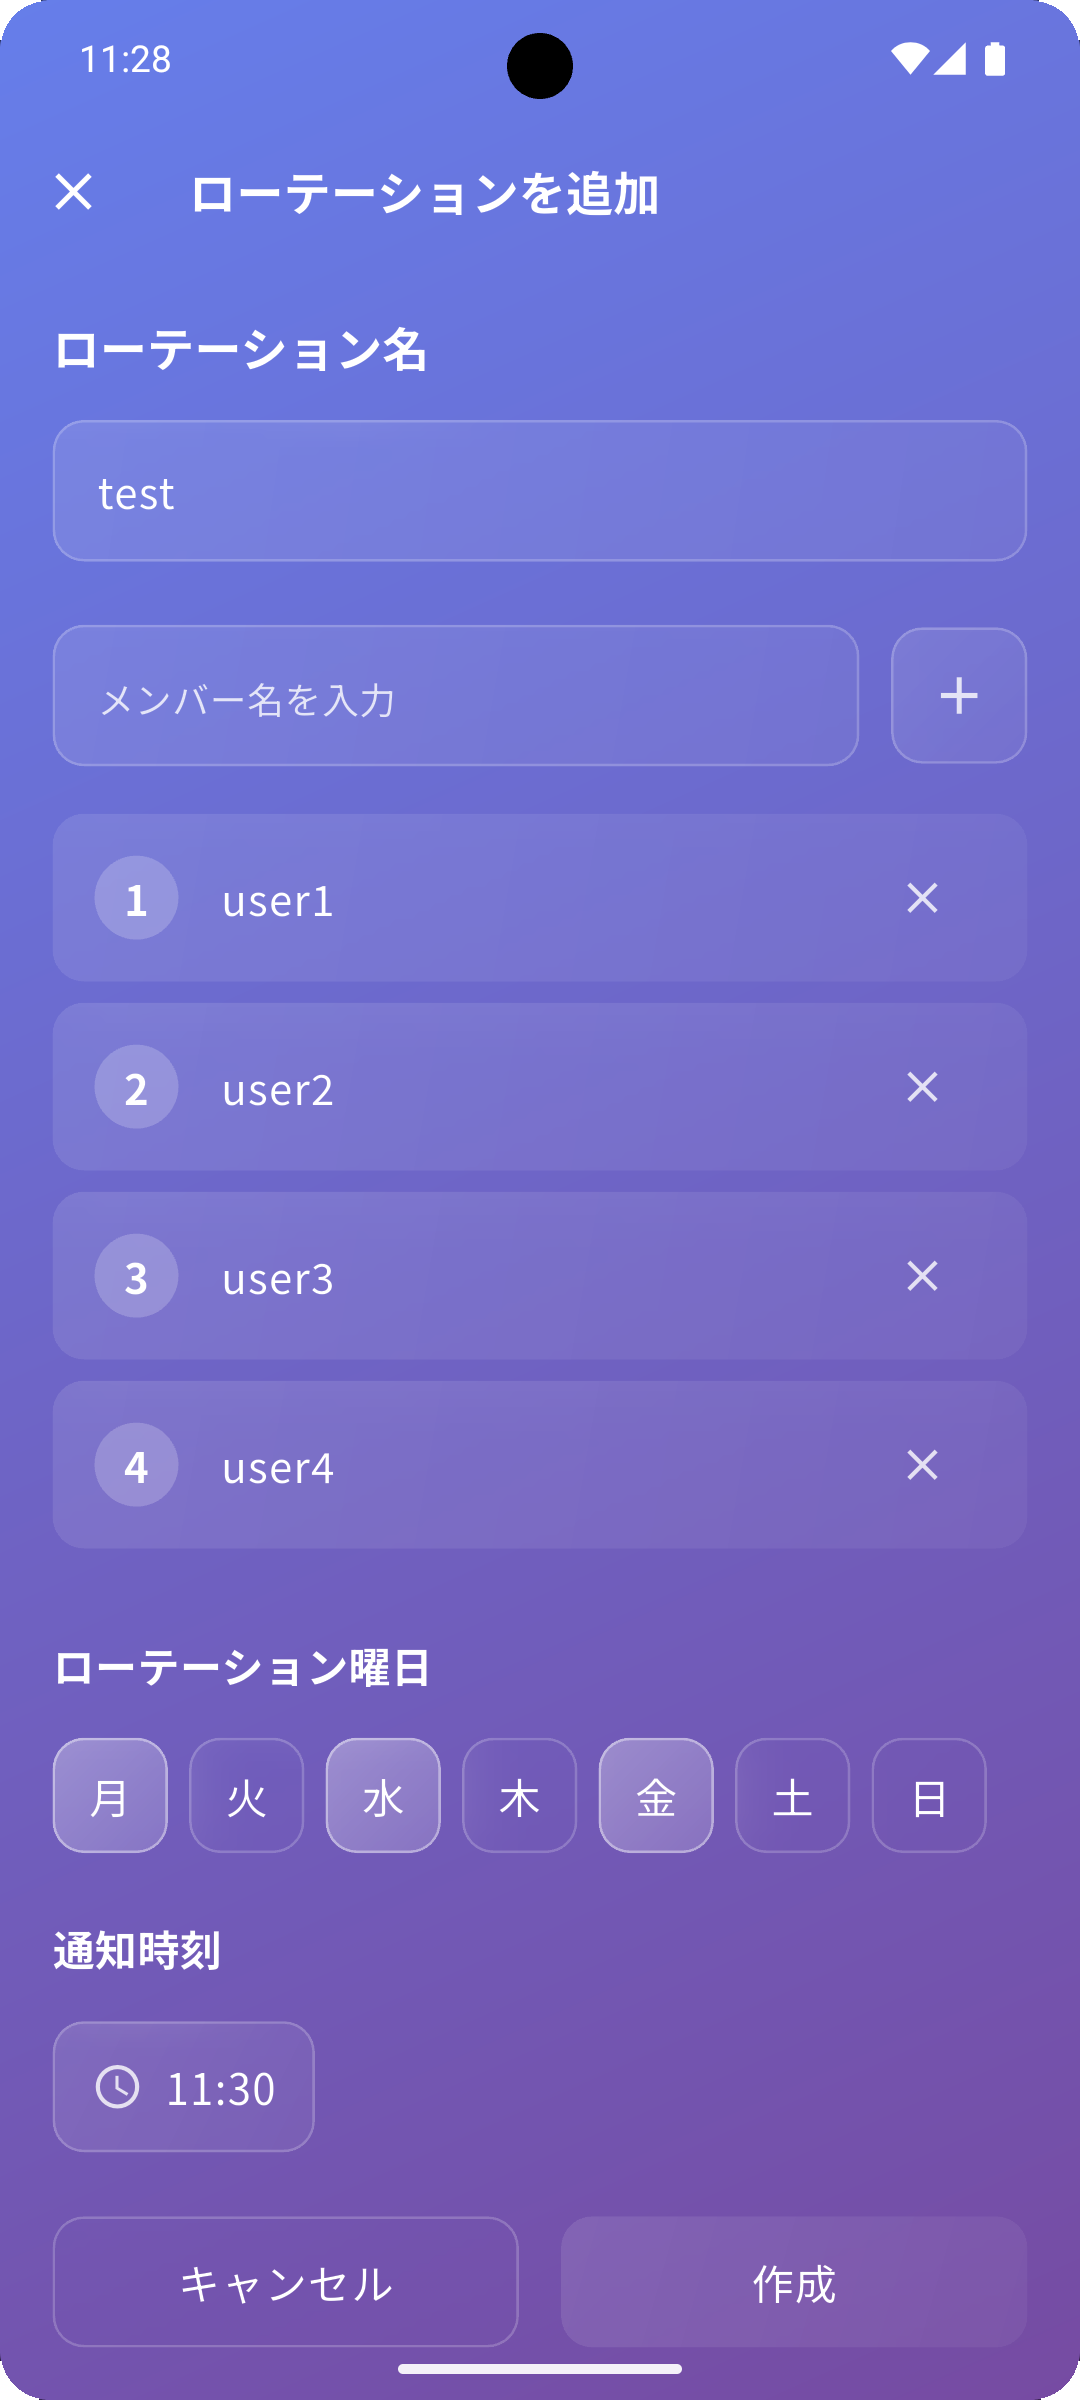 11:28
ローテーションを追加
ローテーション名
test
メンバー名を入力
1 user1
2 user2
3 user3
4 user4
ローテーション曜日
月 火 水 木 金 土 日
通知時刻
11:30
キャンセル 作成